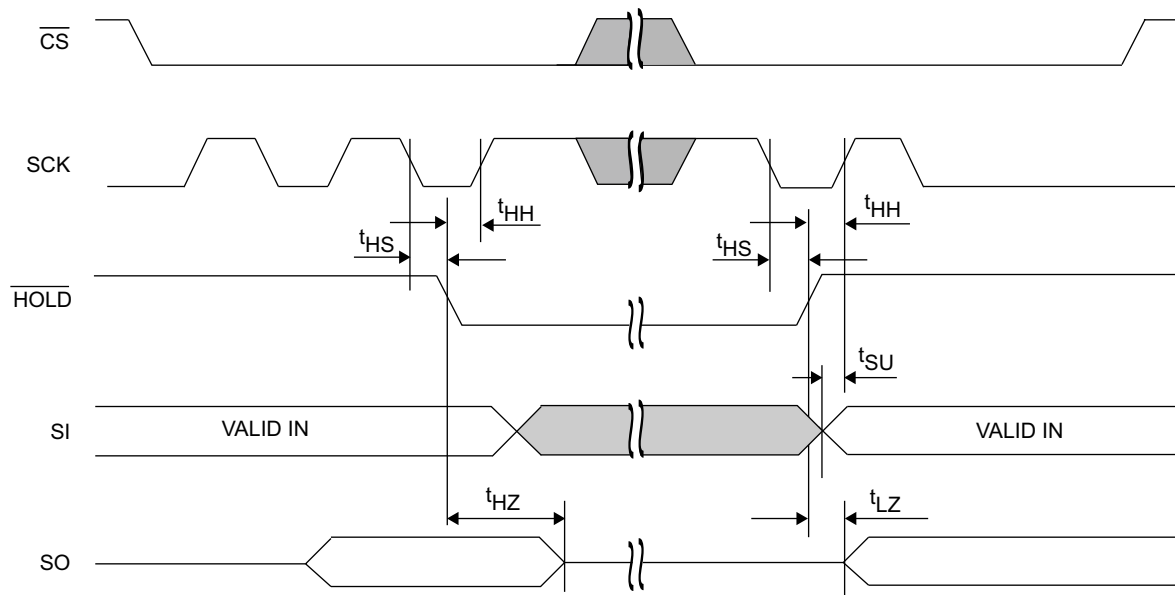 CS
SCK
tHH
tHH
tHS
tHS
HOLD
tSU
SI
VALID IN
VALID IN
tHZ
tLZ
SO